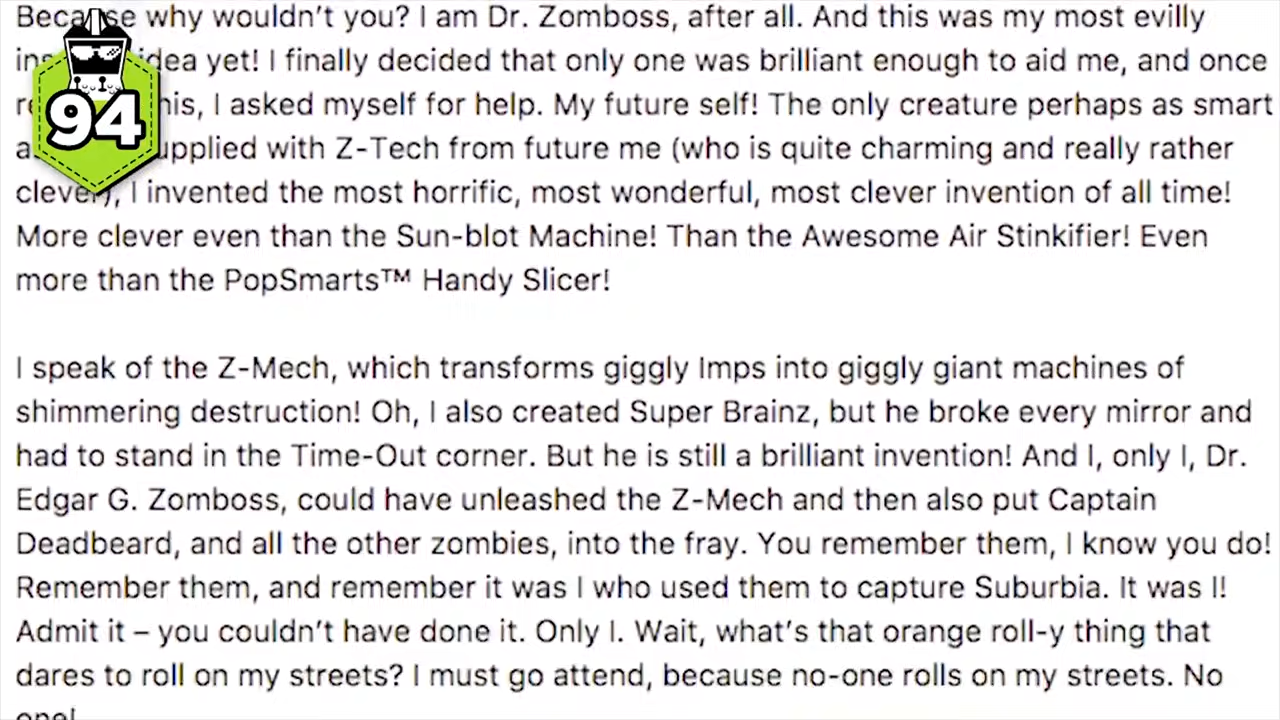 Because why wouldn't you? I am Dr. Zomboss, after all. And this was my most evilly
idea yet! I finally decided that only one was brilliant enough to aid me, and once
his, I asked myself for help. My future self! The only creature perhaps as smart
94
upplied with Z-Tech from future me (who is quite charming and really rather
clever), I invented the most horrific, most wonderful, most clever invention of all time!
More clever even than the Sun-blot Machine! Than the Awesome Air Stinkifier! Even
more than the PopSmarts™ Handy Slicer!
I speak of the Z-Mech, which transforms giggly Imps into giggly giant machines of
shimmering destruction! Oh, I also created Super Brainz, but he broke every mirror and
had to stand in the Time-Out corner. But he is still a brilliant invention! And I, only I, Dr.
Edgar G. Zomboss, could have unleashed the Z-Mech and then also put Captain
Deadbeard, and all the other zombies, into the fray. You remember them, I know you do!
Remember them, and remember it was I who used them to capture Suburbia. It was I!
Admit it – you couldn't have done it. Only I. Wait, what's that orange roll-y thing that
dares to roll on my streets? I must go attend, because no-one rolls on my streets. No
one!